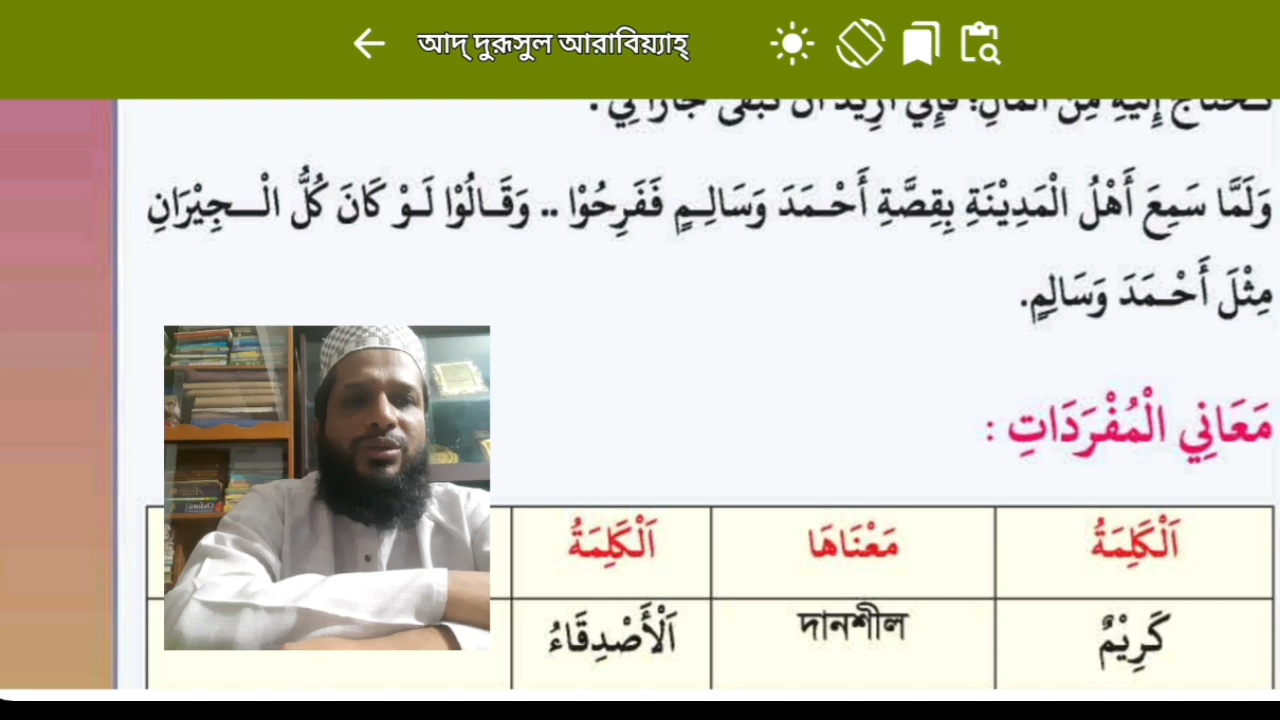 আদ্ দুরূসুল আরাবিয়্যাহ্
وَلَمَّا سَمِعَ أَهْلُ الْمَدِيْنَةِ بِقِصَّةِ أَحْمَدَ وَسَالِمٍ فَفَرِحُوْا .. وَقَالُوْا لَوْ كَانَ كُلُّ الْجِيْرَانِ
مِثْلَ أَحْمَدَ وَسَالِمٍ.
مَعَانِي الْمُفْرَدَاتِ :
اَلْكَلِمَةُ مَعْنَاهَا اَلْكَلِمَةُ
كَرِيْمٌ দানশীল اَلْأَصْدِقَاءُ